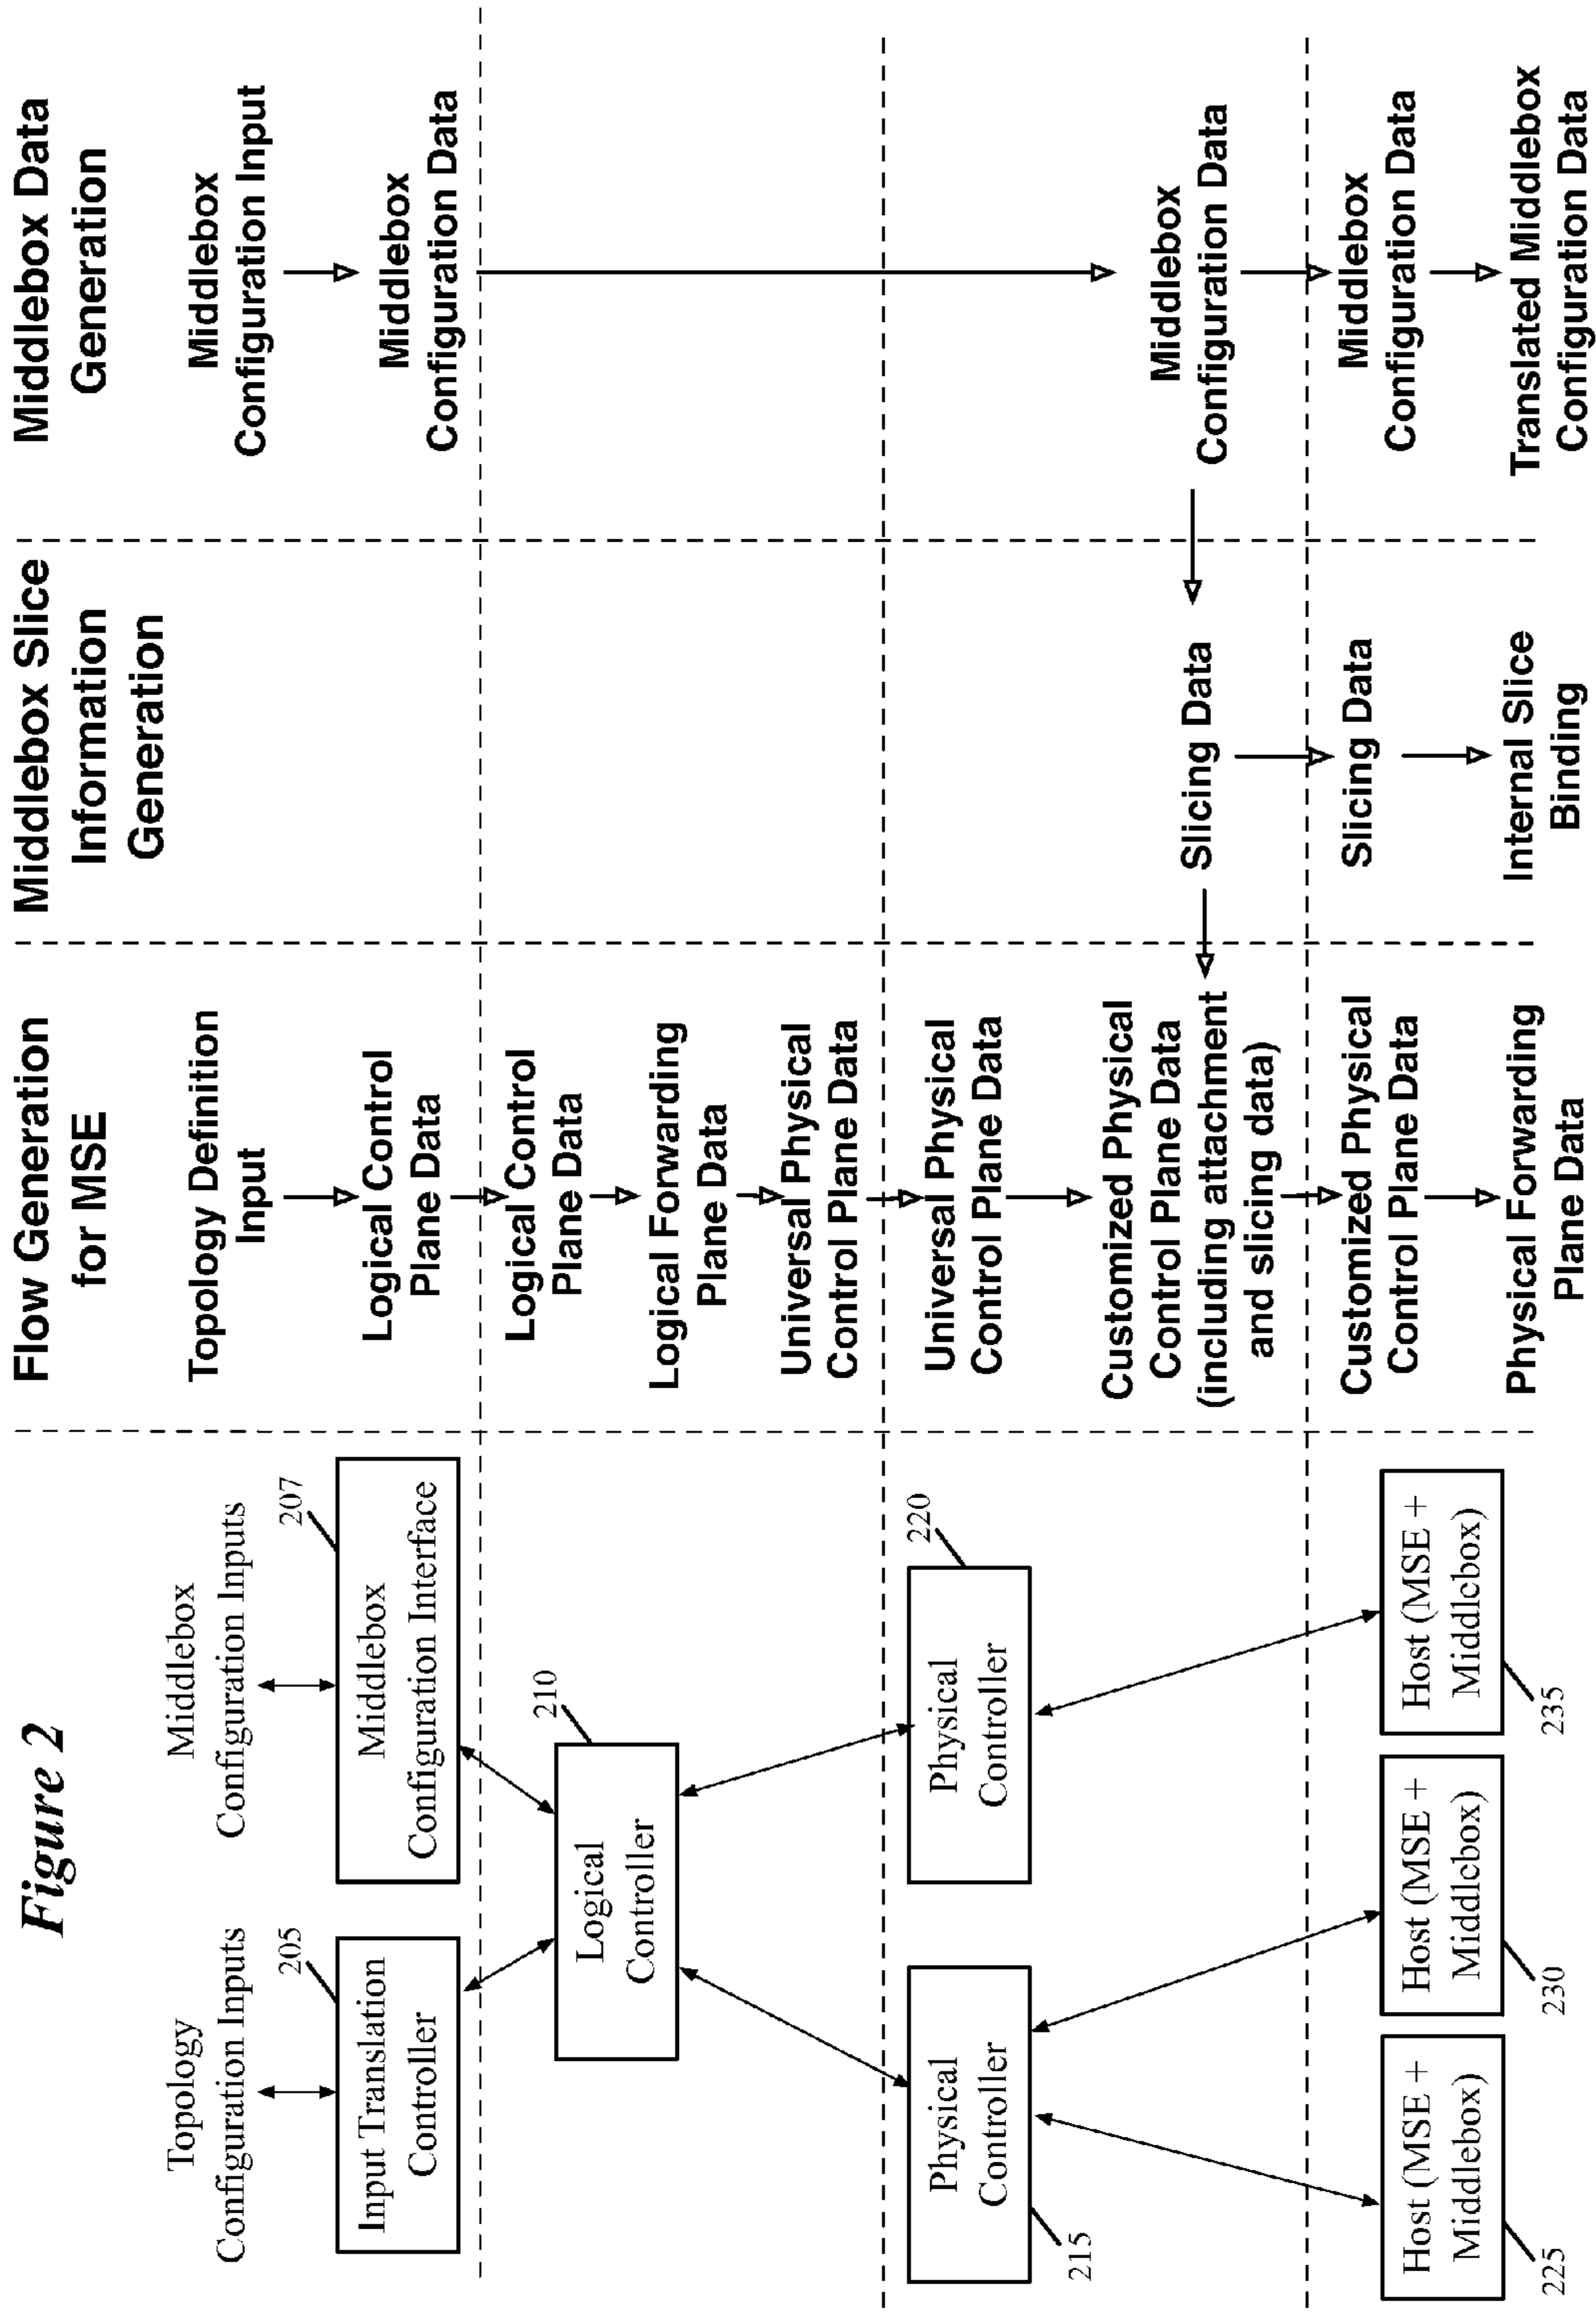 Figure 2
Topology
Configuration Inputs
205
Input Translation
Controller
Middlebox
Configuration Inputs
207
Middlebox
Configuration Interface
210
Logical
Controller
Physical
Controller
215
220
Physical
Controller
Host (MSE +
Middlebox)
225
Host (MSE +
Middlebox)
230
Host (MSE +
Middlebox)
235
Flow Generation
for MSE
Topology Definition
Input
Logical Control
Plane Data
Logical Control
Plane Data
Logical Forwarding
Plane Data
Universal Physical
Control Plane Data
Universal Physical
Control Plane Data
Customized Physical
Control Plane Data
(including attachment
and slicing data)
Customized Physical
Control Plane Data
Physical Forwarding
Plane Data
Middlebox Slice
Information
Generation
Slicing Data
Slicing Data
Internal Slice
Binding
Middlebox Data
Generation
Middlebox
Configuration Input
Middlebox
Configuration Data
Middlebox
Configuration Data
Middlebox
Configuration Data
Translated Middlebox
Configuration Data